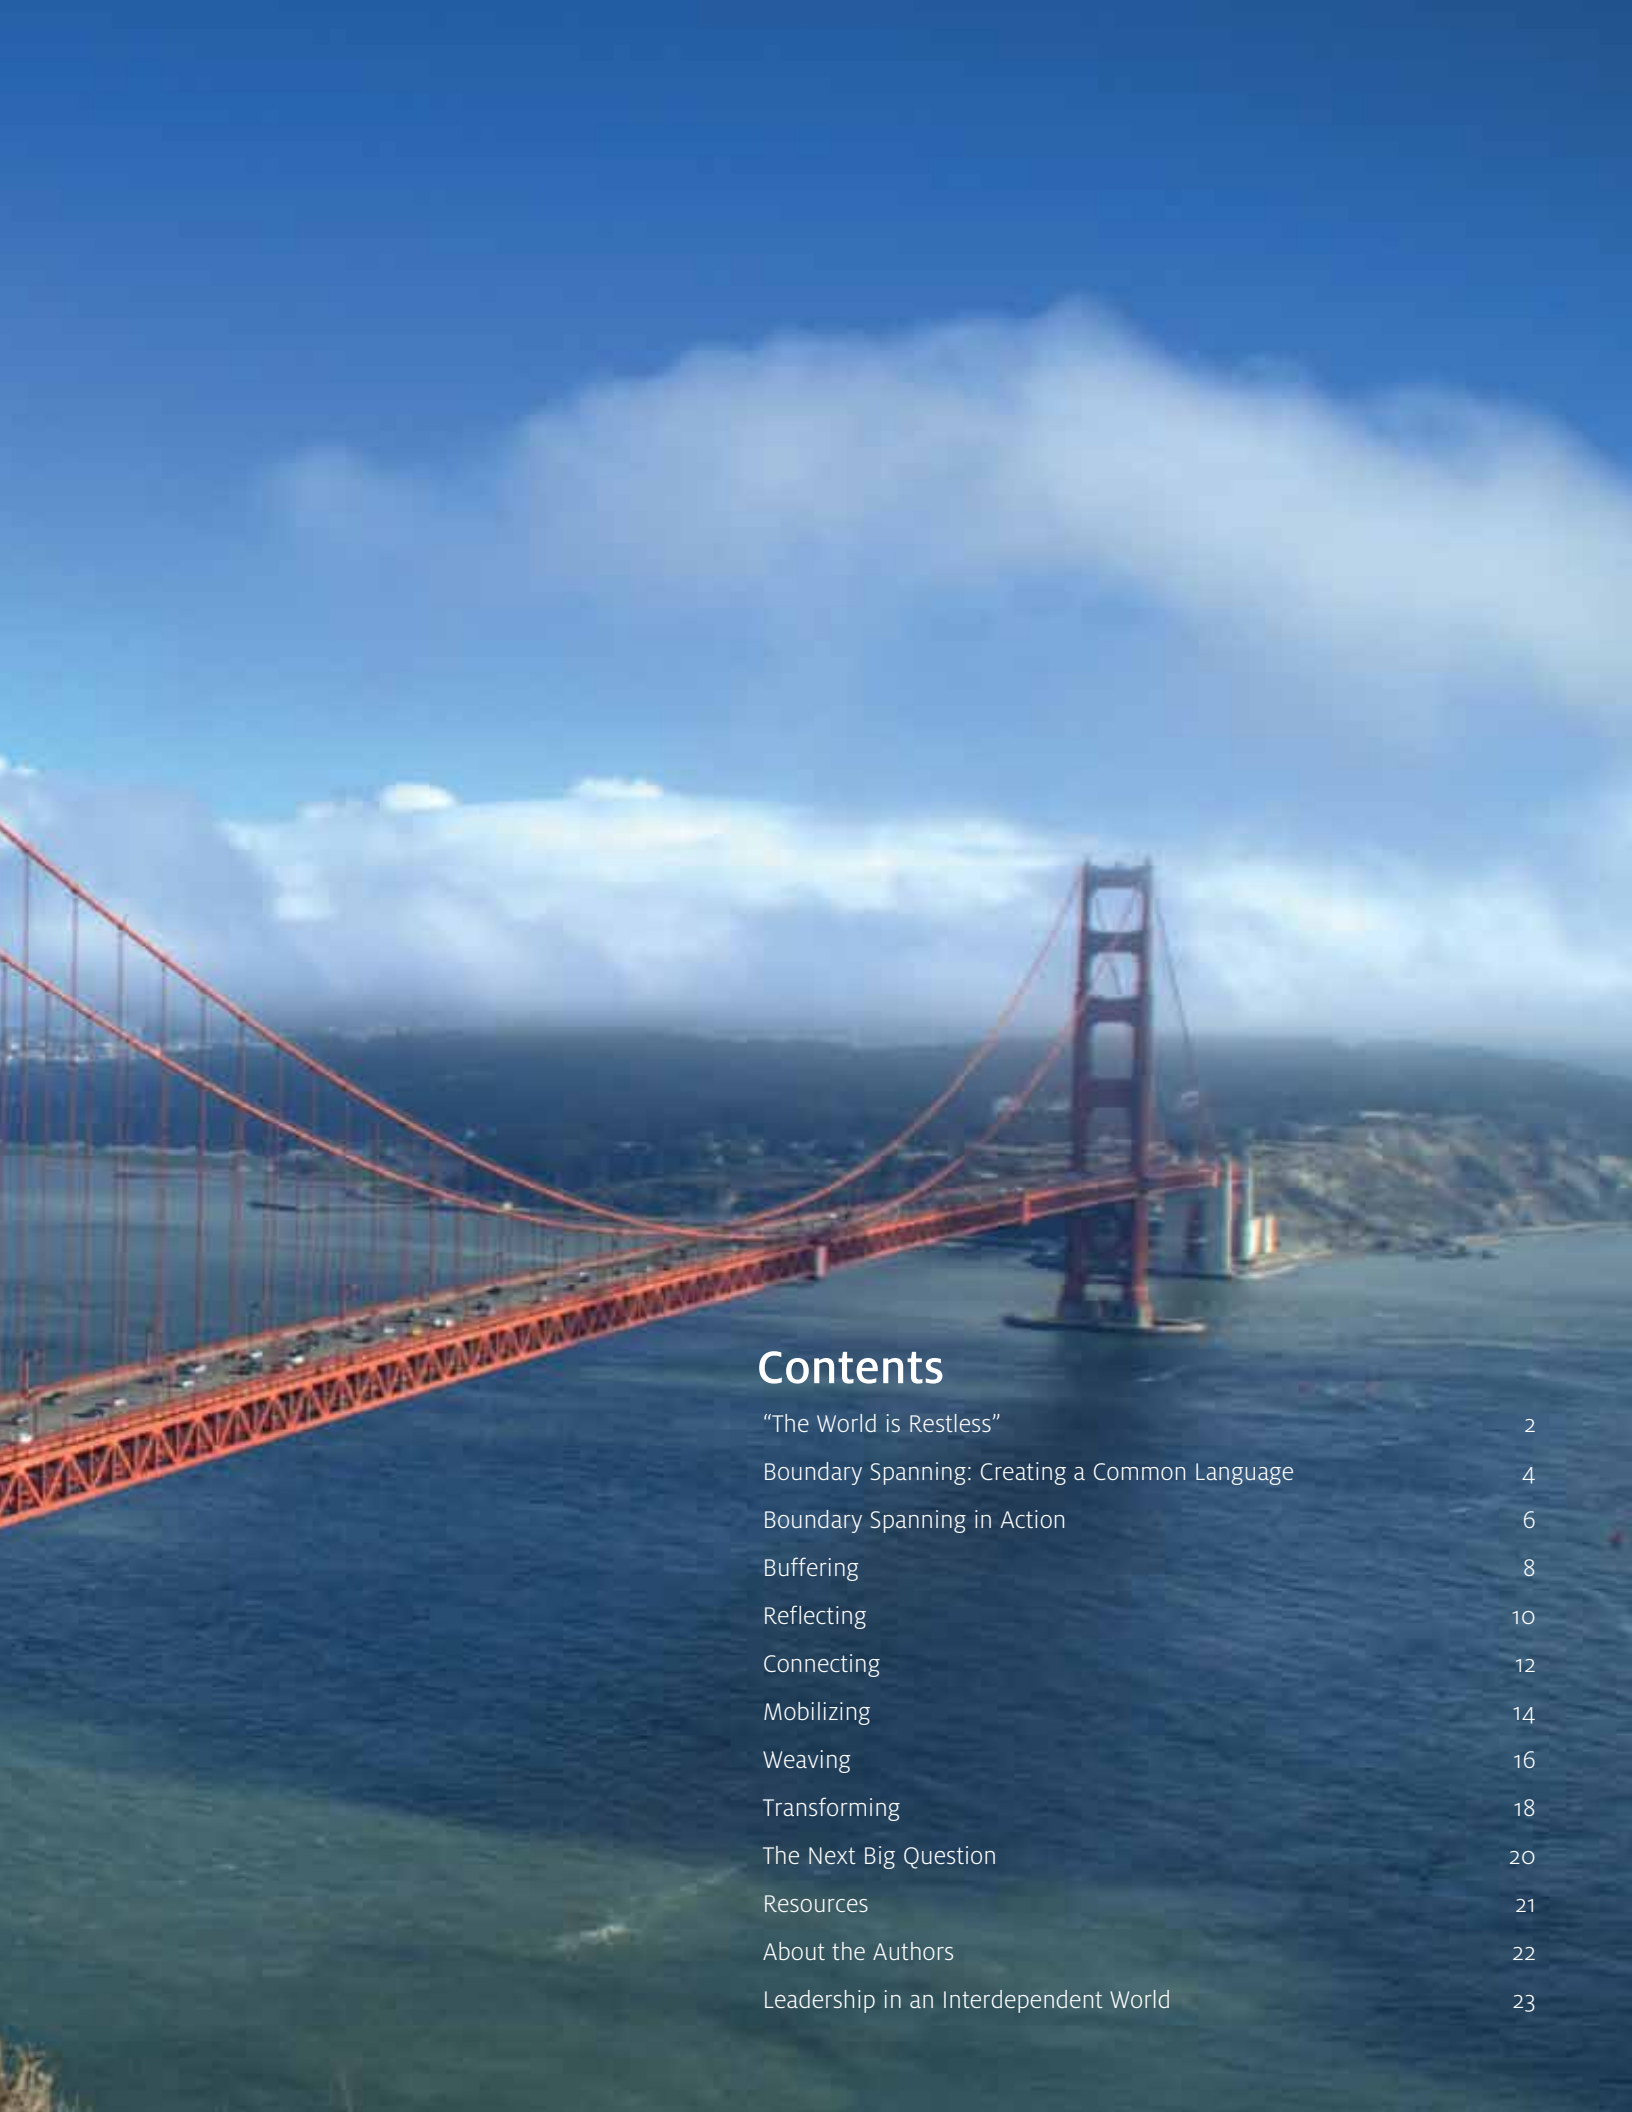 Contents
“The World is Restless” 2
Boundary Spanning: Creating a Common Language 4
Boundary Spanning in Action 6
Buffering 8
Reflecting 10
Connecting 12
Mobilizing 14
Weaving 16
Transforming 18
The Next Big Question 20
Resources 21
About the Authors 22
Leadership in an Interdependent World 23